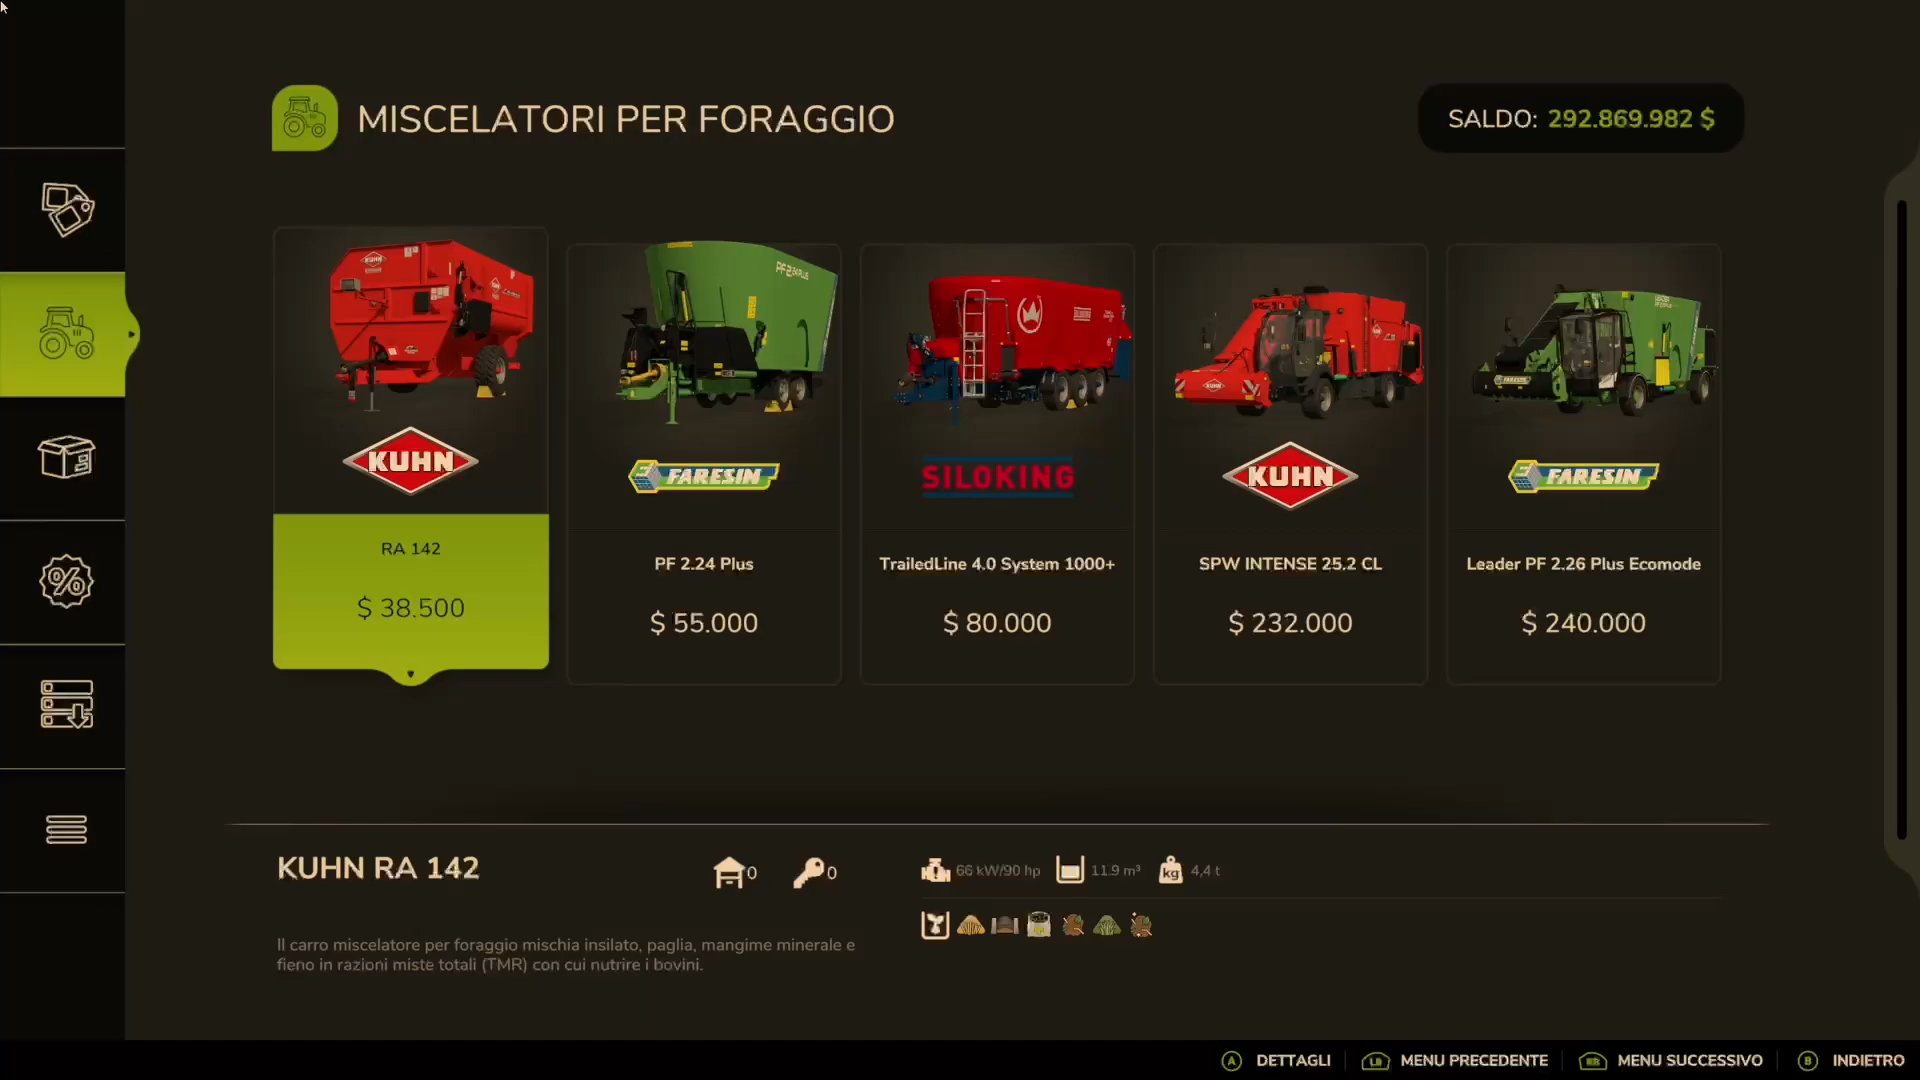 MISCELATORI PER FORAGGIO
SALDO: 292.869.982 $
KUHN
FARESIN
SILOKING
KUHN
FARESIN
RA 142
PF 2.24 Plus
TrailedLine 4.0 System 1000+
SPW INTENSE 25.2 CL
Leader PF 2.26 Plus Ecomode
$ 38.500
$ 55.000
$ 80.000
$ 232.000
$ 240.000
KUHN RA 142
0
0
66 kW/90 hp
11.9 m³
kg
4,4 t
Il carro miscelatore per foraggio mischia insilato, paglia, mangime minerale e
fieno in razioni miste totali (TMR) con cui nutrire i bovini.
A DETTAGLI
LB MENU PRECEDENTE
RB MENU SUCCESSIVO
B INDIETRO